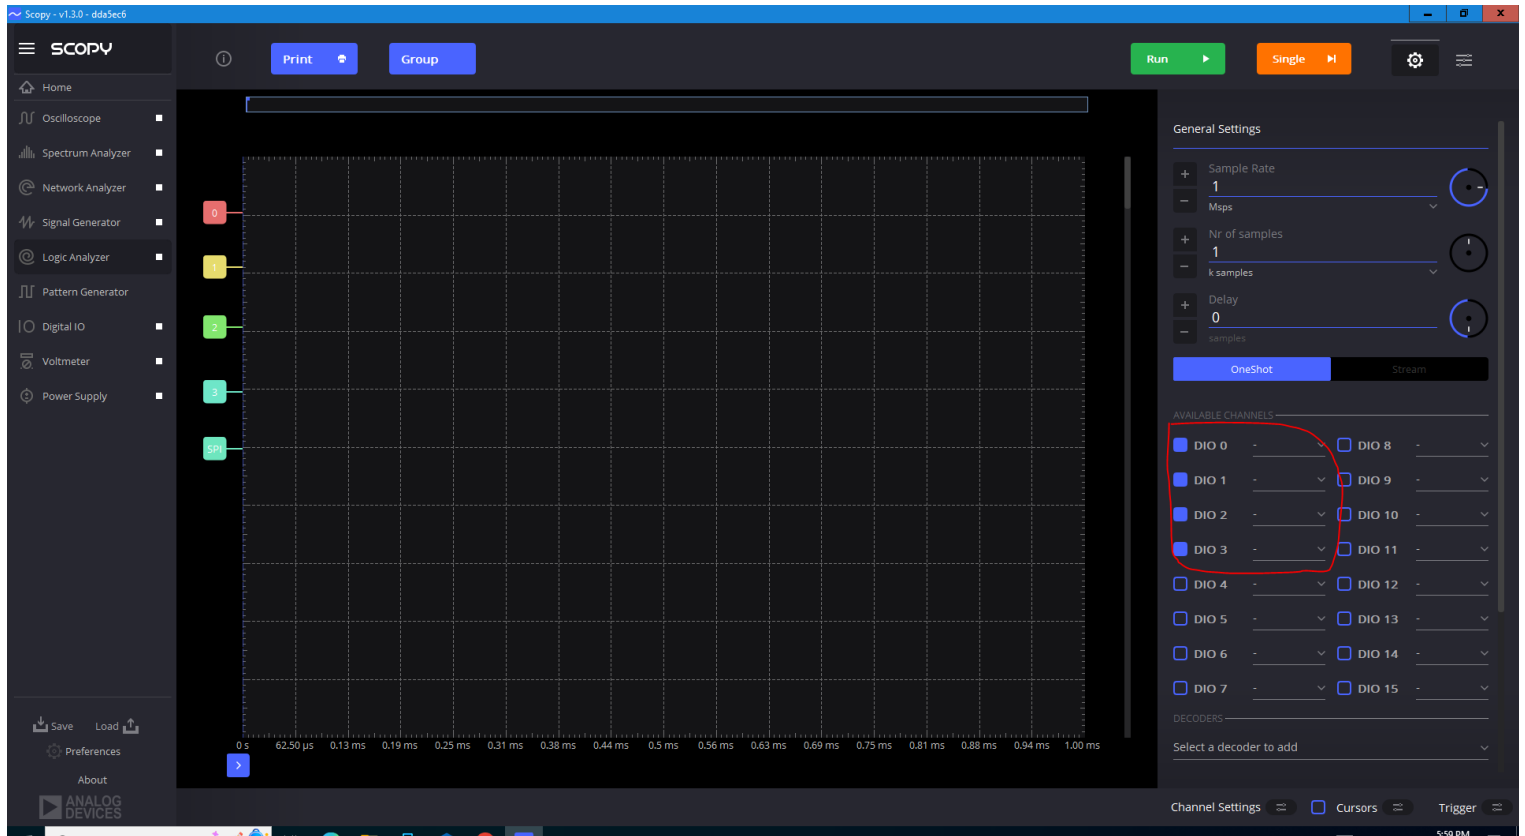 Scopy - v1.3.0 - dda5ec6
SCOPY
Print
Group
Run
Single
Home
Oscilloscope
Spectrum Analyzer
Network Analyzer
Signal Generator
Logic Analyzer
Pattern Generator
Digital IO
Voltmeter
Power Supply
Save Load
Preferences
About
ANALOG
DEVICES
0
1
2
3
SPI
0 s 62.50 µs 0.13 ms 0.19 ms 0.25 ms 0.31 ms 0.38 ms 0.44 ms 0.5 ms 0.56 ms 0.63 ms 0.69 ms 0.75 ms 0.81 ms 0.88 ms 0.94 ms 1.00 ms
General Settings
+ Sample Rate
1
- Msps
+ Nr of samples
1
- k samples
+ Delay
0
- samples
OneShot Stream
AVAILABLE CHANNELS
DIO 0 - DIO 8 -
DIO 1 - DIO 9 -
DIO 2 - DIO 10 -
DIO 3 - DIO 11 -
DIO 4 - DIO 12 -
DIO 5 - DIO 13 -
DIO 6 - DIO 14 -
DIO 7 - DIO 15 -
DECODERS
Select a decoder to add
Channel Settings Cursors Trigger
5:59 PM